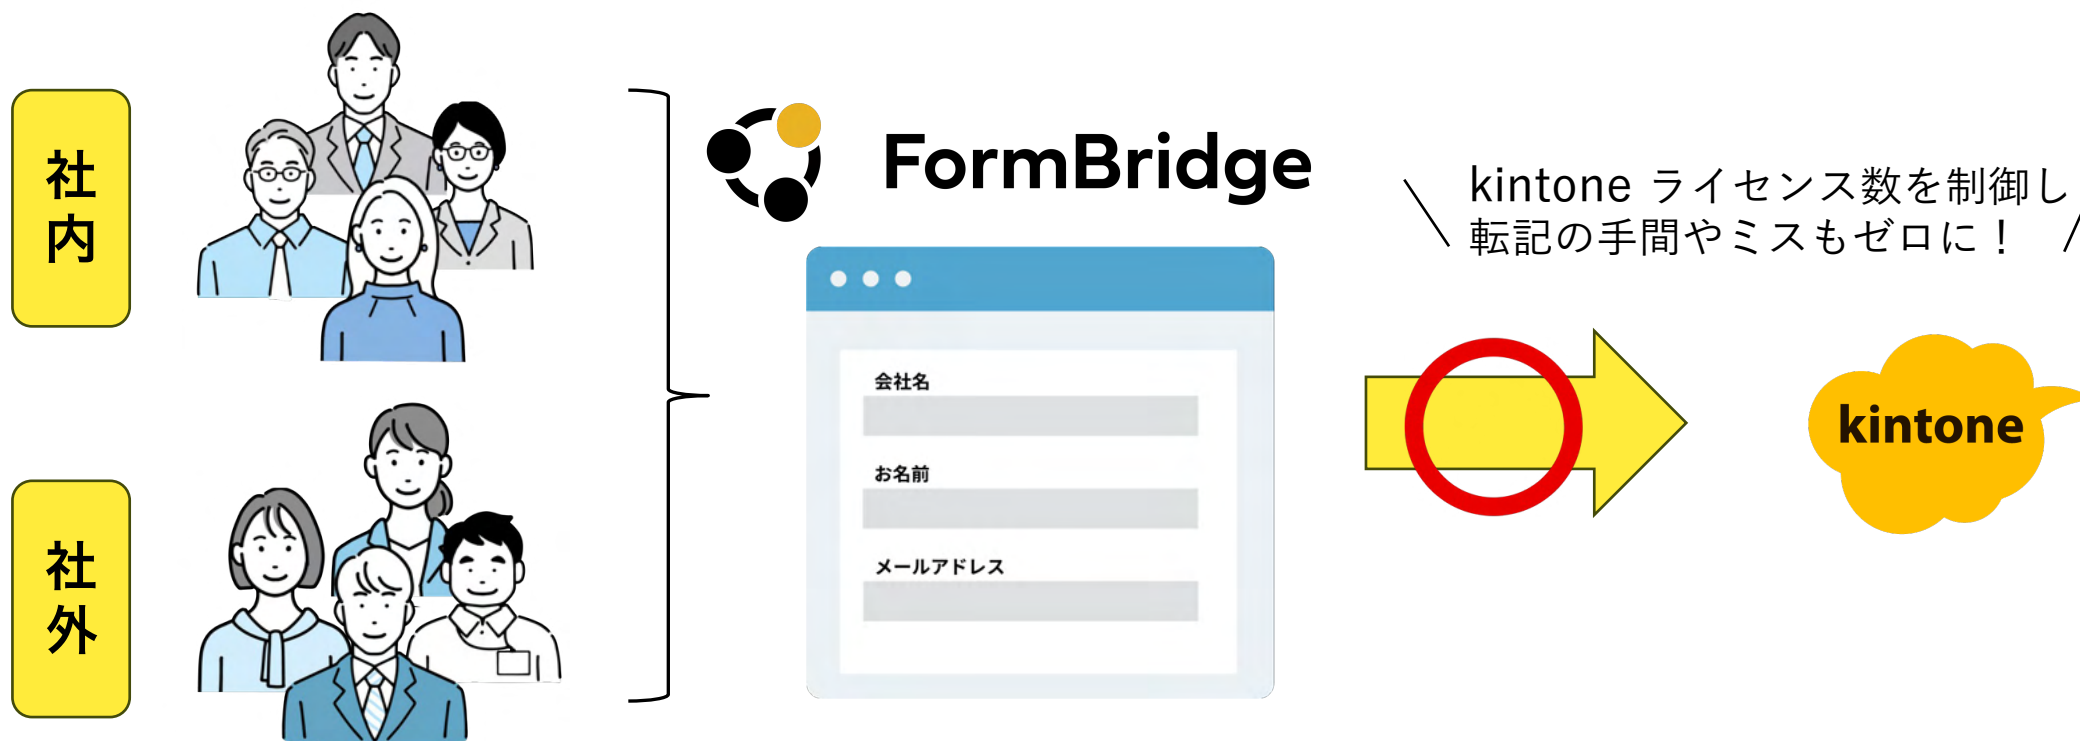 社内
社外
FormBridge
会社名
お名前
メールアドレス
kintone ライセンス数を制御し
転記の手間やミスもゼロに！
kintone